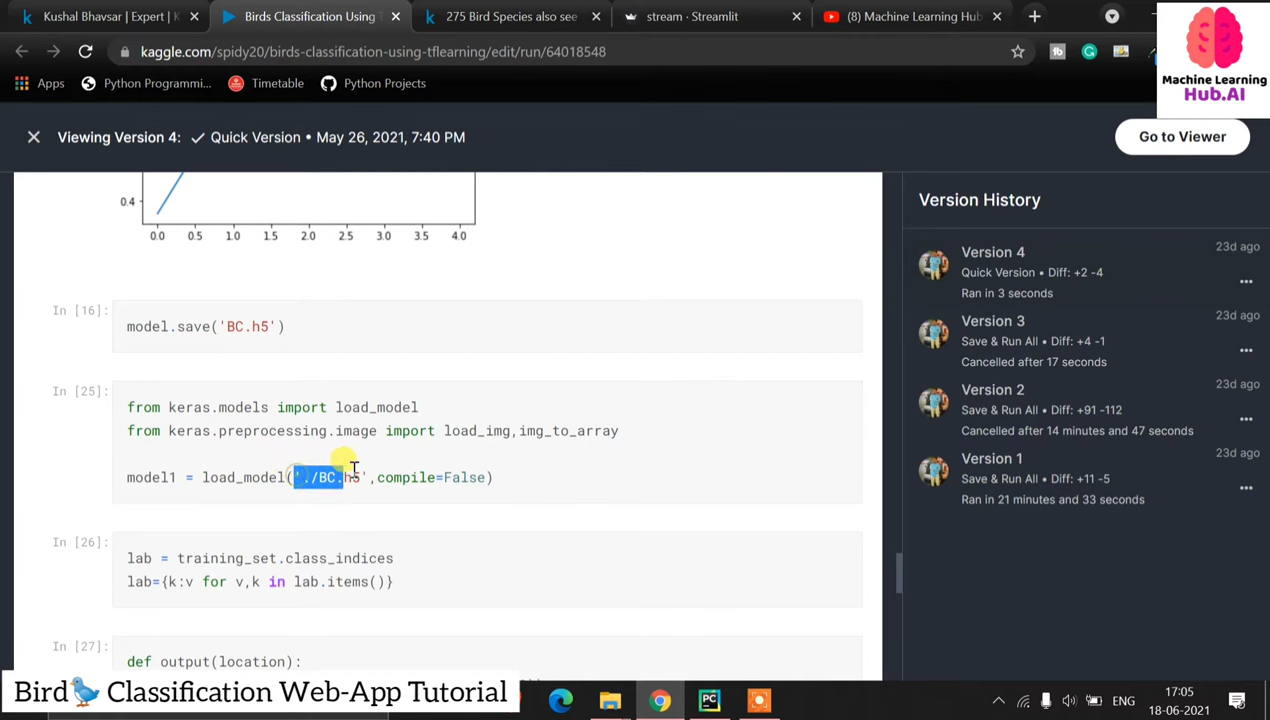 Kushal Bhavsar | Expert | K
Birds Classification Using T
275 Bird Species also see
stream · Streamlit
(8) Machine Learning Hub
kaggle.com/spidy20/birds-classification-using-tflearning/edit/run/64018548
Apps
Python Programmi...
Timetable
Python Projects
Machine Learning
Hub.AI
Viewing Version 4:
Quick Version • May 26, 2021, 7:40 PM
Go to Viewer
0.4
0.0 0.5 1.0 1.5 2.0 2.5 3.0 3.5 4.0
In [16]:
model.save('BC.h5')
In [25]:
from keras.models import load_model
from keras.preprocessing.image import load_img,img_to_array
model1 = load_model('./BC.h5',compile=False)
In [26]:
lab = training_set.class_indices
lab={k:v for v,k in lab.items()}
In [27]:
def output(location):
Version History
Version 4
23d ago
Quick Version • Diff: +2 -4
Ran in 3 seconds
Version 3
23d ago
Save & Run All • Diff: +4 -1
Cancelled after 17 seconds
Version 2
23d ago
Save & Run All • Diff: +91 -112
Cancelled after 14 minutes and 47 seconds
Version 1
23d ago
Save & Run All • Diff: +11 -5
Ran in 21 minutes and 33 seconds
Bird Classification Web-App Tutorial
PC
ENG
17:05
18-06-2021